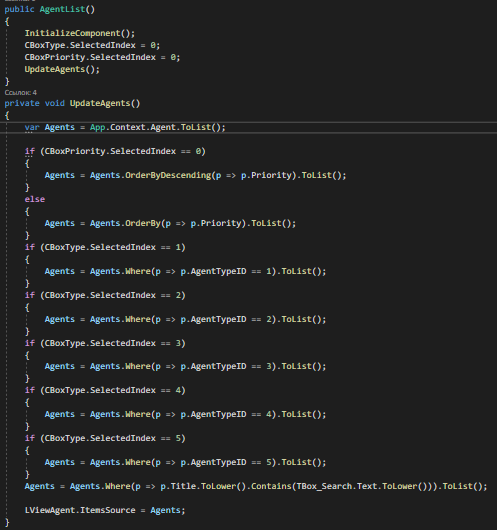 public AgentList()
{
InitializeComponent();
CBoxType.SelectedIndex = 0;
CBoxPriority.SelectedIndex = 0;
UpdateAgents();
}
Ссылок: 4
private void UpdateAgents()
{
var Agents = App.Context.Agent.ToList();
if (CBoxPriority.SelectedIndex == 0)
{
Agents = Agents.OrderByDescending(p => p.Priority).ToList();
}
else
{
Agents = Agents.OrderBy(p => p.Priority).ToList();
}
if (CBoxType.SelectedIndex == 1)
{
Agents = Agents.Where(p => p.AgentTypeID == 1).ToList();
}
if (CBoxType.SelectedIndex == 2)
{
Agents = Agents.Where(p => p.AgentTypeID == 2).ToList();
}
if (CBoxType.SelectedIndex == 3)
{
Agents = Agents.Where(p => p.AgentTypeID == 3).ToList();
}
if (CBoxType.SelectedIndex == 4)
{
Agents = Agents.Where(p => p.AgentTypeID == 4).ToList();
}
if (CBoxType.SelectedIndex == 5)
{
Agents = Agents.Where(p => p.AgentTypeID == 5).ToList();
}
Agents = Agents.Where(p => p.Title.ToLower().Contains(TBox_Search.Text.ToLower())).ToList();
LViewAgent.ItemsSource = Agents;
}